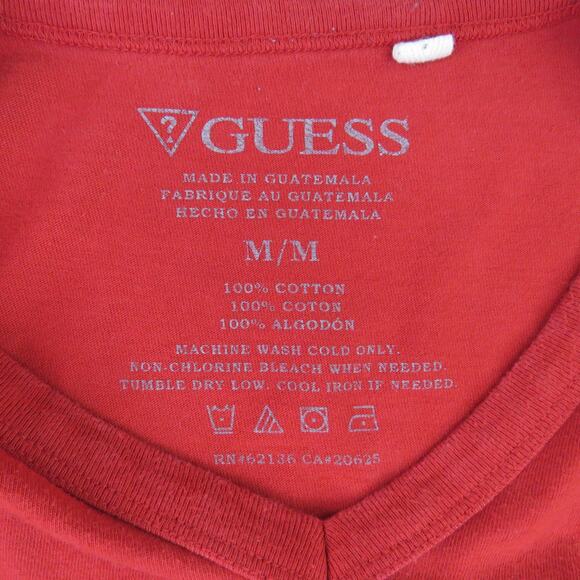 ? GUESS
MADE IN GUATEMALA
FABRIQUE AU GUATEMALA
HECHO EN GUATEMALA
M/M
100% COTTON
100% COTON
100% ALGODÓN
MACHINE WASH COLD ONLY.
NON-CHLORINE BLEACH WHEN NEEDED.
TUMBLE DRY LOW. COOL IRON IF NEEDED.
RN#62136 CA#20625